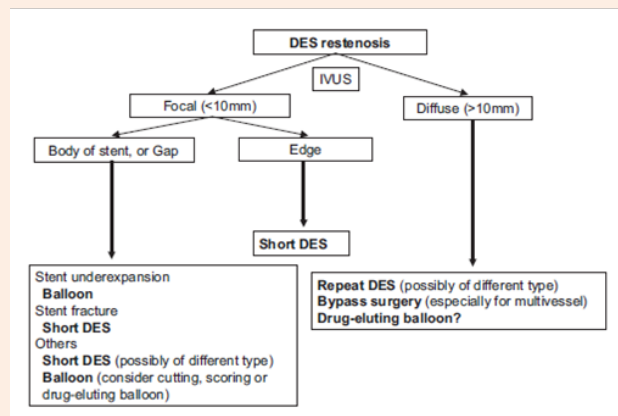 DES restenosis
IVUS
Focal (<10mm)
Diffuse (>10mm)
Body of stent, or Gap
Edge
Short DES
Stent underexpansion
Balloon
Stent fracture
Short DES
Others
Short DES (possibly of different type)
Balloon (consider cutting, scoring or
drug-eluting balloon)
Repeat DES (possibly of different type)
Bypass surgery (especially for multivessel)
Drug-eluting balloon?